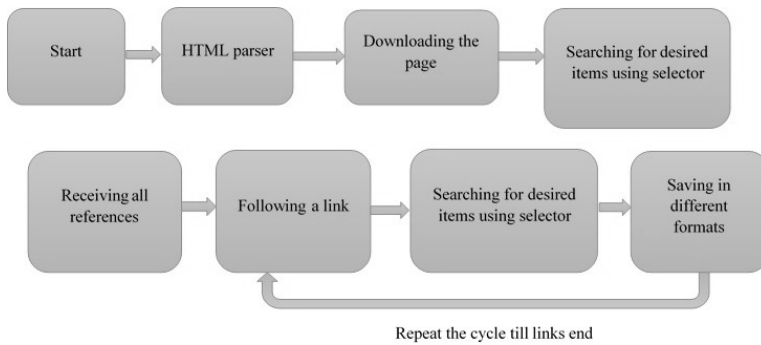 Start
HTML parser
Downloading the
page
Searching for desired
items using selector
Receiving all
references
Following a link
Searching for desired
items using selector
Saving in
different
formats
Repeat the cycle till links end